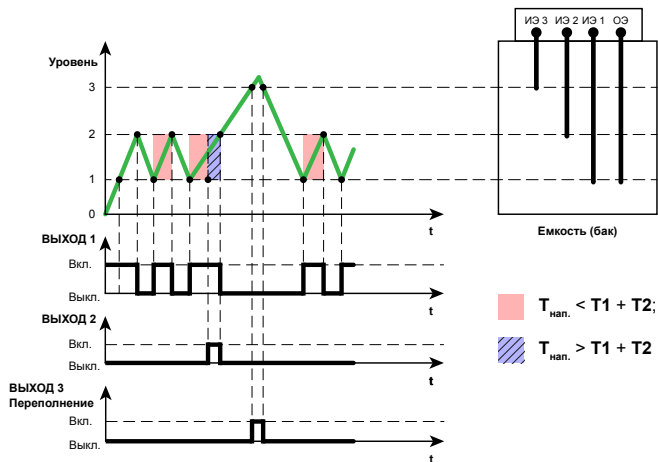 ИЭ 3 ИЭ 2 ИЭ 1 ОЭ
Уровень
3
2
1
0
t
Емкость (бак)
ВЫХОД 1
Вкл.
Выкл.
t
ВЫХОД 2
Вкл.
Выкл.
t
ВЫХОД 3
Переполнение
Вкл.
Выкл.
t
Tнап. < T1 + T2;
Tнап. > T1 + T2